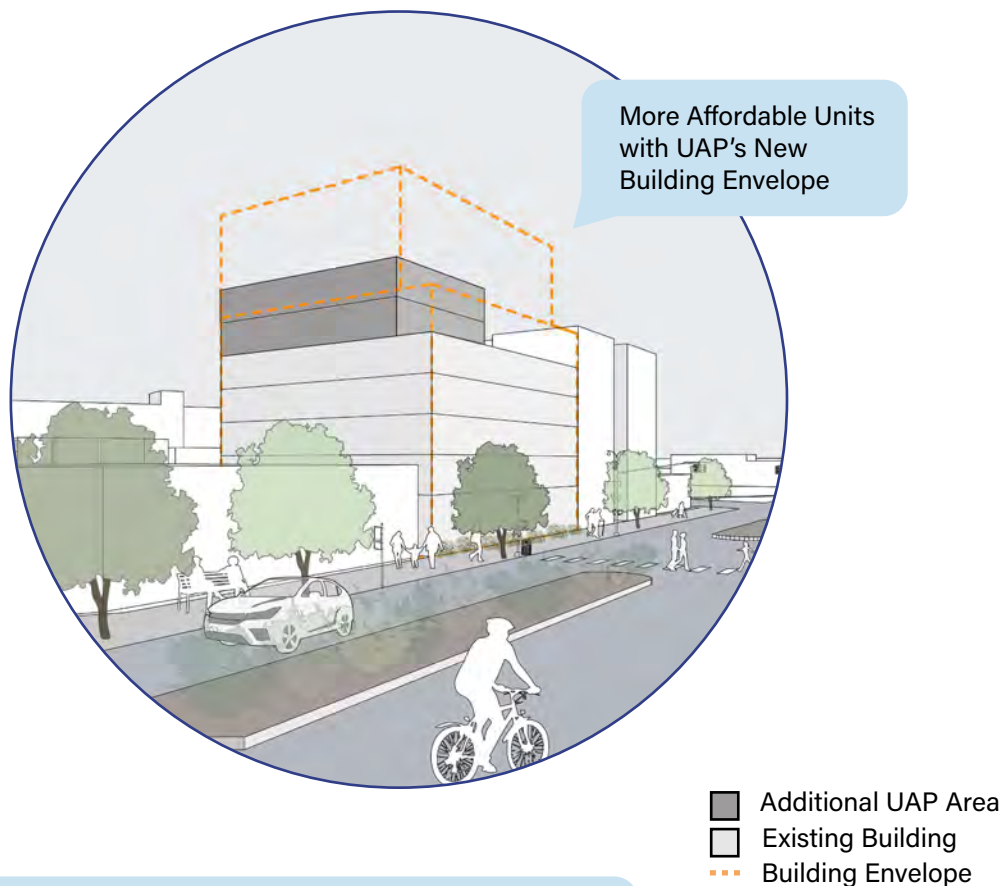 More Affordable Units
with UAP's New
Building Envelope
Additional UAP Area
Existing Building
Building Envelope